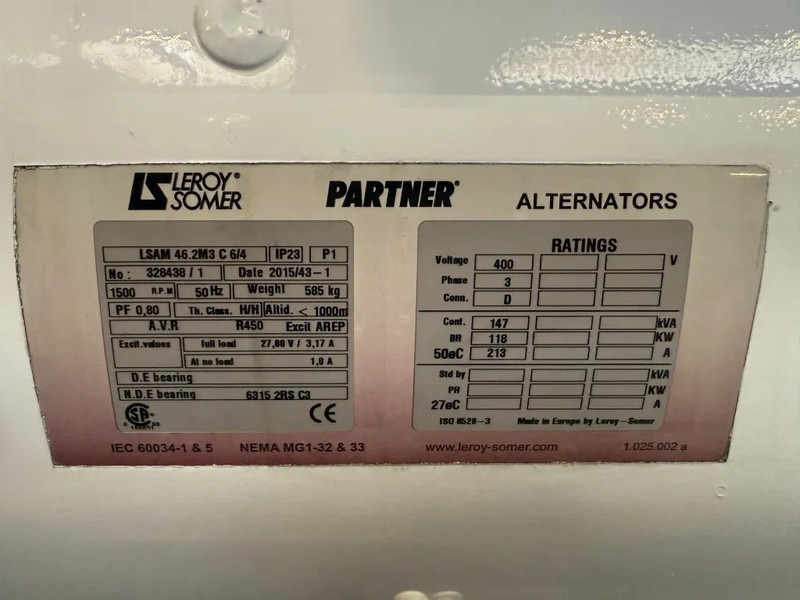 LEROY® SOMER PARTNER® ALTERNATORS
LSAM 46.2M3 C 6/4 IP23 P1
No : 328438 / 1 Date 2015/43-1
1500 R.P.M 50 Hz Weight 585 kg
PF 0,80 Th. Class. H/H Altid. < 1000m
A.V.R R450 Excit AREP
Excit.values full load 27,80 V / 3,17 A
At no load 1,0 A
D.E bearing
N.D.E bearing 6315 2RS C3
CE
IEC 60034-1 & 5 NEMA MG1-32 & 33
RATINGS
Voltage 400 V
Phase 3
Conn. D
Cont. 147 kVA
BR 118 KW
50øC 213 A
Std by kVA
PR KW
27øC A
ISO 8528-3 Made in Europe by Leroy-Somer
www.leroy-somer.com 1.025.002 a